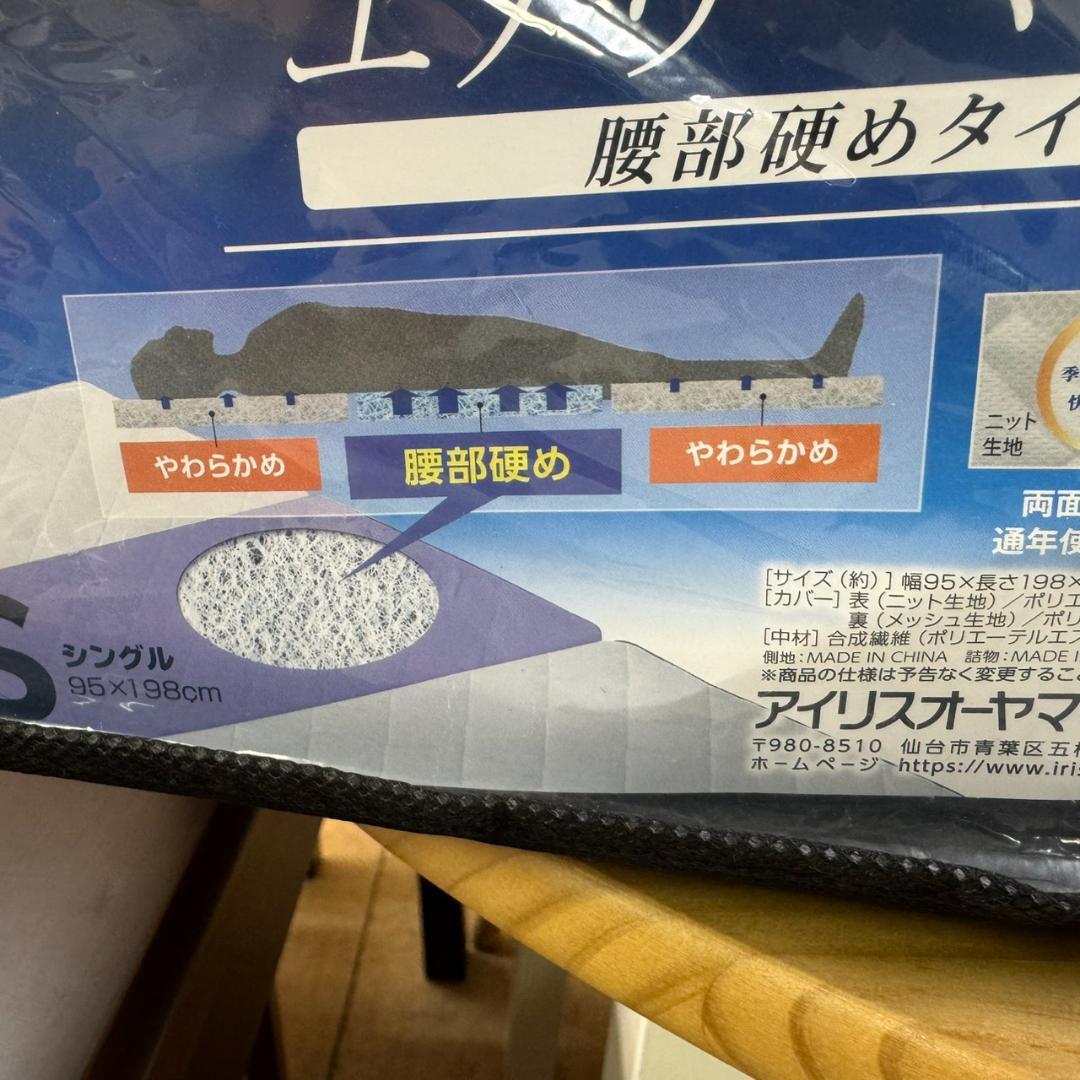 腰部硬めタイ
やわらかめ
腰部硬め
やわらかめ
ニット
生地
季
両面
通年使
[サイズ(約)] 幅95×長さ198×
[カバー] 表(ニット生地)/ポリエ
裏(メッシュ生地)/ポリ
[中材] 合成繊維(ポリエーテルエス
側地:MADE IN CHINA 詰物:MADE I
※商品の仕様は予告なく変更するこ
アイリスオーヤマ
〒980-8510 仙台市青葉区五
ホームページ https://www.iris
S
シングル
95×198cm